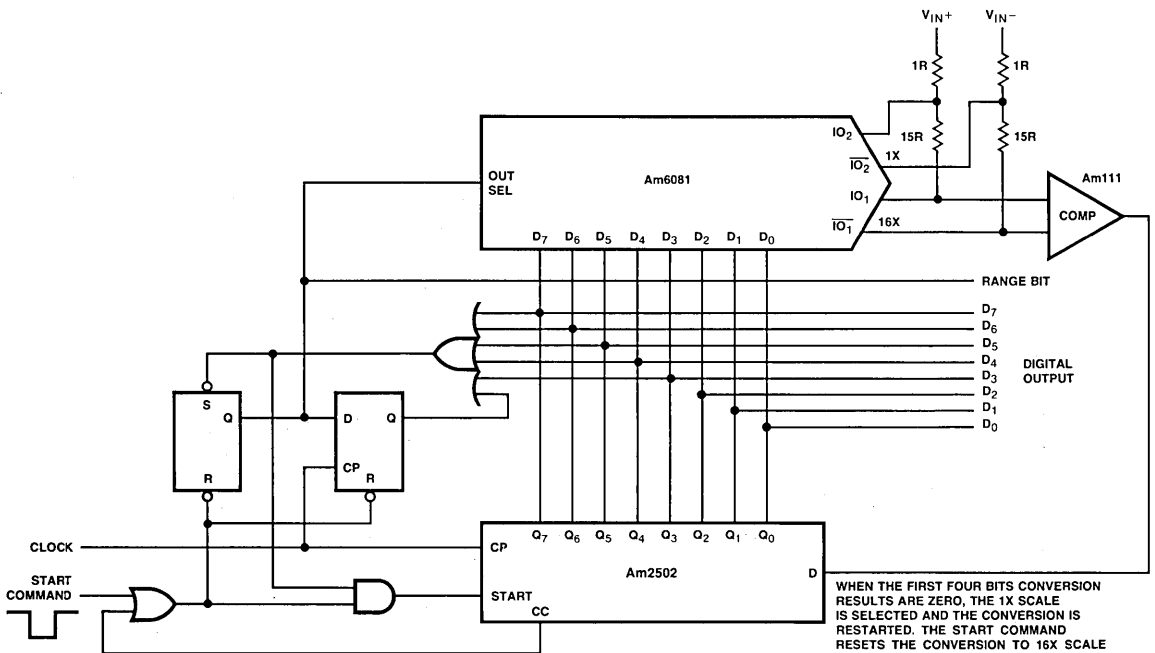 VIN+ VIN−
1R 1R
IO2
15R 15R
IO2 1X
OUT
SEL
Am6081
IO1
Am111
COMP
IO1 16X
D7 D6 D5 D4 D3 D2 D1 D0
RANGE BIT
D7
D6
D5
D4
D3
D2
D1
D0
DIGITAL
OUTPUT
S
Q
R
D Q
CP
R
Q7 Q6 Q5 Q4 Q3 Q2 Q1 Q0
CLOCK
CP
Am2502
D
START
COMMAND
START
CC
WHEN THE FIRST FOUR BITS CONVERSION
RESULTS ARE ZERO, THE 1X SCALE
IS SELECTED AND THE CONVERSION IS
RESTARTED. THE START COMMAND
RESETS THE CONVERSION TO 16X SCALE